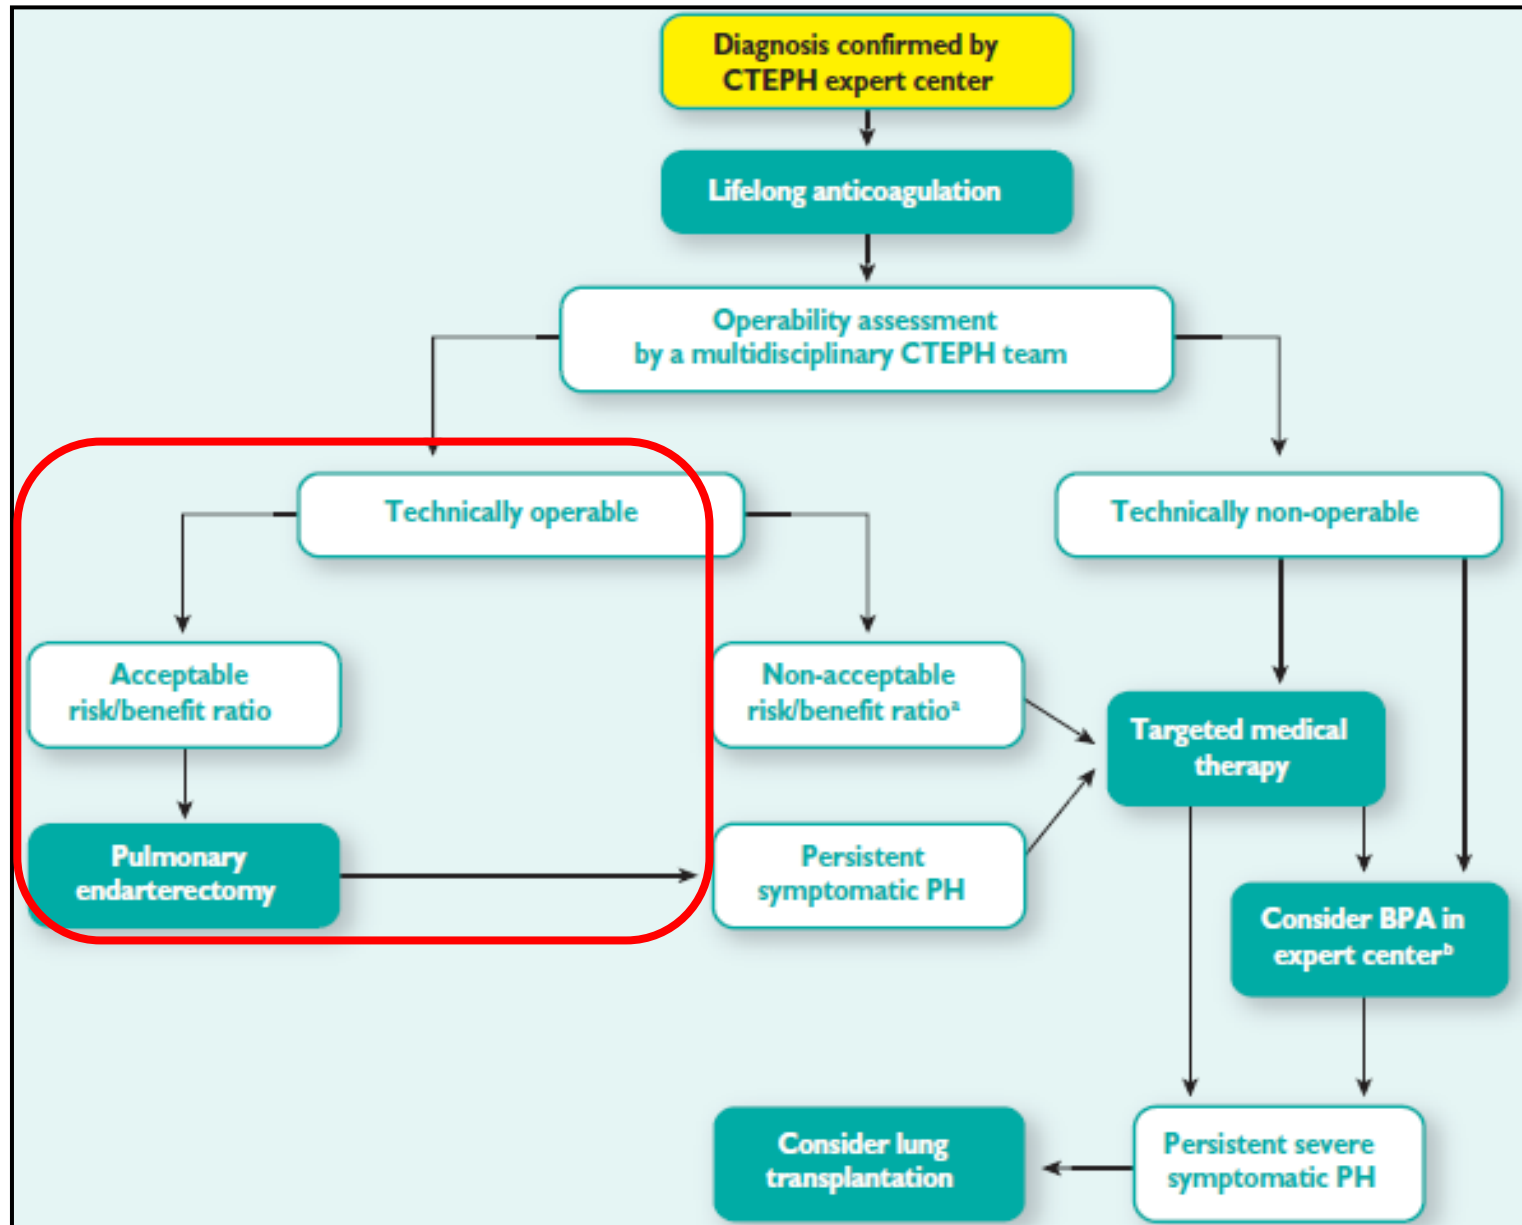 Diagnosis confirmed by
CTEPH expert center
Lifelong anticoagulation
Operability assessment
by a multidisciplinary CTEPH team
Technically operable
Technically non-operable
Acceptable
risk/benefit ratio
Non-acceptable
risk/benefit ratioᵃ
Targeted medical
therapy
Pulmonary
endarterectomy
Persistent
symptomatic PH
Consider BPA in
expert centerᵇ
Consider lung
transplantation
Persistent severe
symptomatic PH